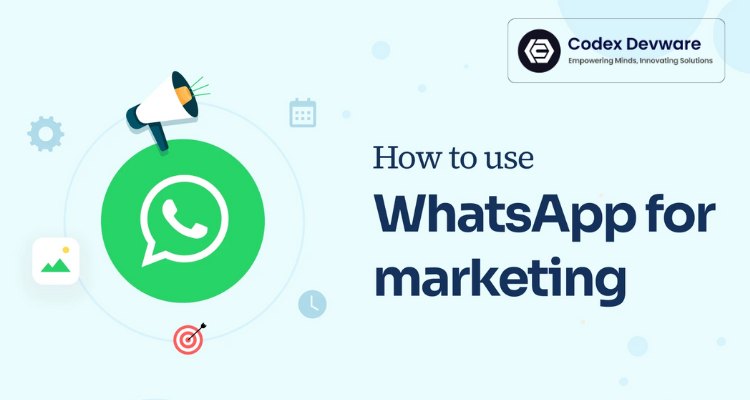 Codex Devware
Empowering Minds, Innovating Solutions
How to use
WhatsApp for
marketing